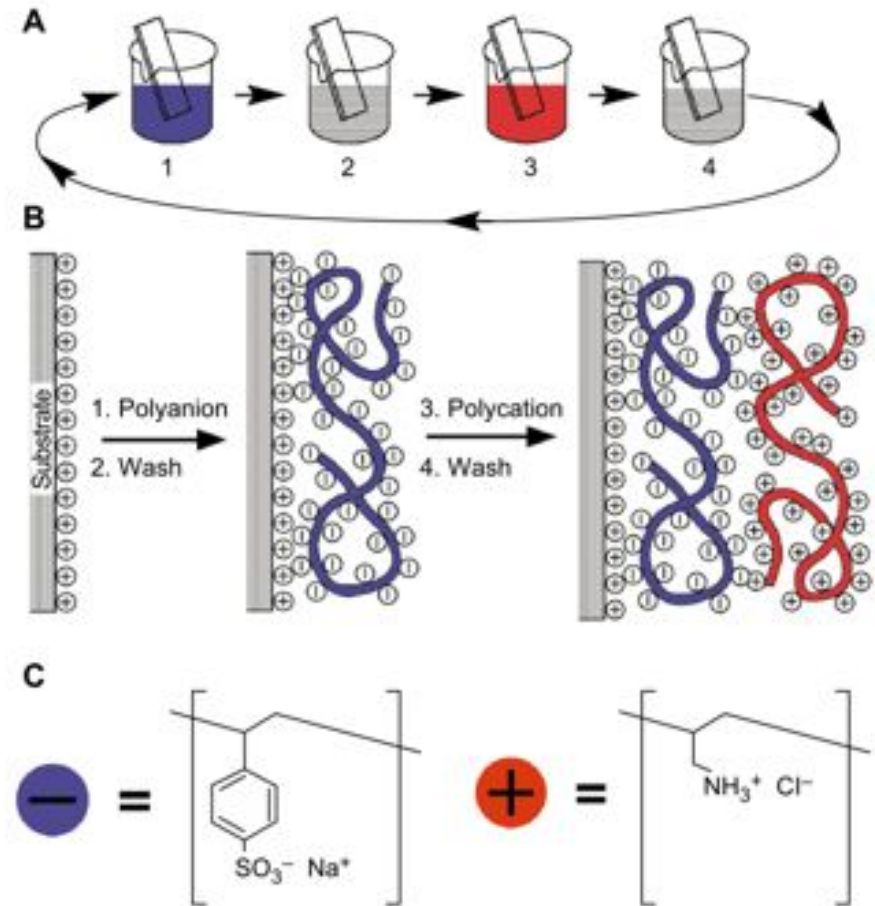 A
1
2
3
4
B
Substrate
1. Polyanion
2. Wash
3. Polycation
4. Wash
C
− =
SO₃⁻ Na⁺
+ =
NH₃⁺ Cl⁻